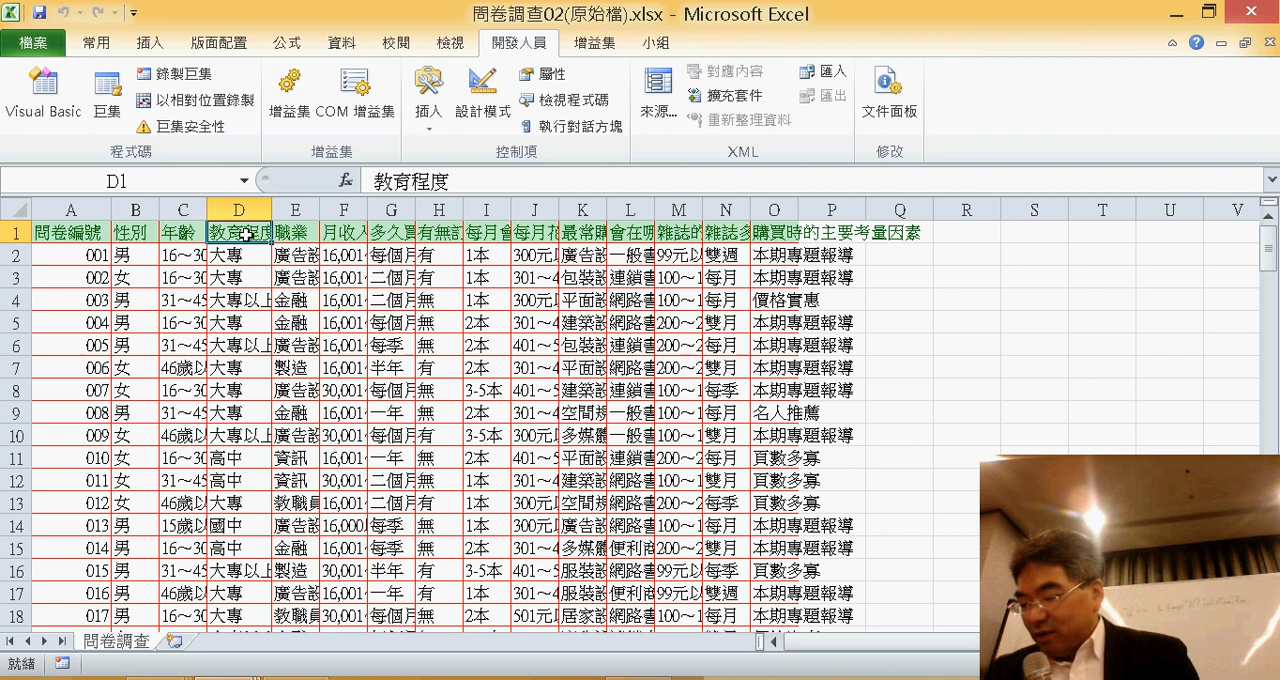 問卷調查02(原始檔).xlsx - Microsoft Excel
檔案 常用 插入 版面配置 公式 資料 校閱 檢視 開發人員 增益集 小組
Visual Basic 巨集 錄製巨集 以相對位置錄製 巨集安全性 增益集 COM 增益集 插入 設計模式 屬性 檢視程式碼 執行對話方塊 來源... 對應內容 擴充套件 重新整理資料 匯入 匯出 文件面板
程式碼 增益集 控制項 XML 修改
D1 fx 教育程度
A B C D E F G H I J K L M N O P Q R S T U V
1 問卷編號 性別 年齡 教育程度 職業 月收入 多久買 有無訂 每月會 每月花 最常購 會在哪 雜誌的 雜誌多 購買時的主要考量因素
2 001 男 16～30 大專 廣告設 16,001～ 每個月 有 1本 300元以 廣告設 一般書 99元以 雙週 本期專題報導
3 002 女 16～30 大專 廣告設 16,001～ 二個月 有 1本 301～4 包裝設 連鎖書 100～1 每月 本期專題報導
4 003 男 31～45 大專以上 金融 16,001～ 二個月 無 1本 300元以 平面設 網路書 100～1 每月 價格實惠
5 004 男 16～30 大專 金融 16,001～ 每個月 無 2本 301～4 建築設 網路書 200～2 雙月 本期專題報導
6 005 男 31～45 大專以上 廣告設 16,001～ 每季 無 2本 401～5 包裝設 連鎖書 100～1 雙月 本期專題報導
7 006 女 46歲以 大專 製造 16,001～ 半年 有 2本 301～4 平面設 網路書 200～2 雙月 本期專題報導
8 007 女 16～30 大專 廣告設 30,001～ 每個月 無 3-5本 401～5 建築設 連鎖書 100～1 每季 本期專題報導
9 008 男 31～45 大專 金融 16,001～ 一年 無 2本 301～4 空間規 一般書 100～1 每月 名人推薦
10 009 女 46歲以 大專以上 廣告設 30,001～ 每個月 有 3-5本 300元以 多媒體 一般書 100～1 雙月 本期專題報導
11 010 女 16～30 高中 資訊 16,001～ 一年 無 2本 401～5 平面設 連鎖書 100～1 雙月 頁數多寡
12 011 女 31～45 高中 資訊 30,001～ 二個月 無 2本 301～4 建築設 網路書 100～1 每月 頁數多寡
13 012 女 46歲以 大專 教職員 16,001～ 二個月 有 1本 300元以 空間規 網路書 200～2 每季 頁數多寡
14 013 男 15歲以 國中 廣告設 16,000以 每季 無 1本 300元以 廣告設 網路書 100～1 每月 本期專題報導
15 014 男 16～30 高中 金融 16,001～ 每季 無 2本 301～4 多媒體 便利商 200～2 雙月 本期專題報導
16 015 男 31～45 大專以上 製造 30,001～ 半年 有 3-5本 401～5 服裝設 連鎖書 99元以 每季 頁數多寡
17 016 女 46歲以 大專 製造 16,001～ 一年 有 1本 301～4 服裝設 便利商 99元以 雙週 本期專題報導
18 017 男 16～30 大專 教職員 30,001～ 每個月 無 2本 501元以 居家設 網路書 100～1 每月 本期專題報導
問卷調查
就緒